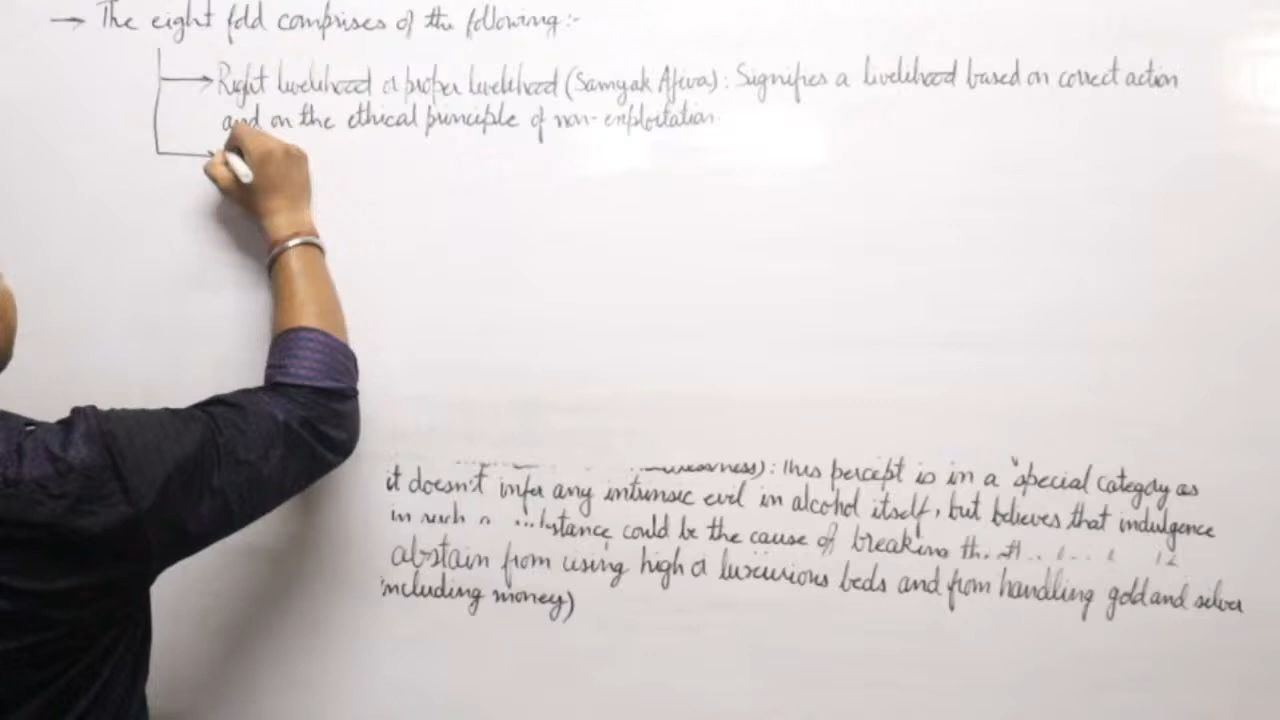 → The eight fold comprises of the following:-
Right livelihood or proper livelihood (Samyak Ajiva): Signifies a livelihood based on correct action
and on the ethical principle of non-exploitation.
): This percept is in a "special category as
it doesn't infer any intrinsic evil in alcohol itself, but believes that indulgence
in such a could be the cause of breaking
abstain from using high or luxurious beds and from handling gold and silver
including money)